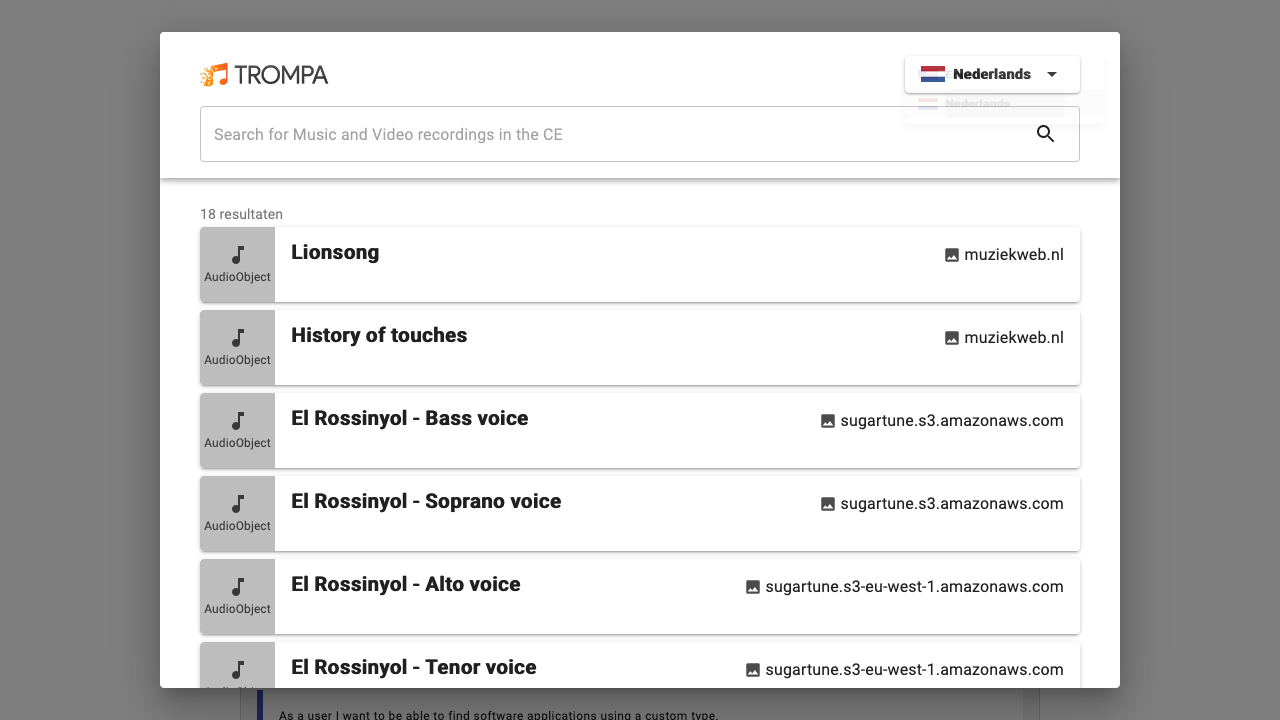 TROMPA
Nederlands
Nederlands
Search for Music and Video recordings in the CE
18 resultaten
AudioObject
Lionsong
muziekweb.nl
AudioObject
History of touches
muziekweb.nl
AudioObject
El Rossinyol - Bass voice
sugartune.s3.amazonaws.com
AudioObject
El Rossinyol - Soprano voice
sugartune.s3.amazonaws.com
AudioObject
El Rossinyol - Alto voice
sugartune.s3-eu-west-1.amazonaws.com
El Rossinyol - Tenor voice
sugartune.s3-eu-west-1.amazonaws.com
As a user I want to be able to find software applications using a custom type.